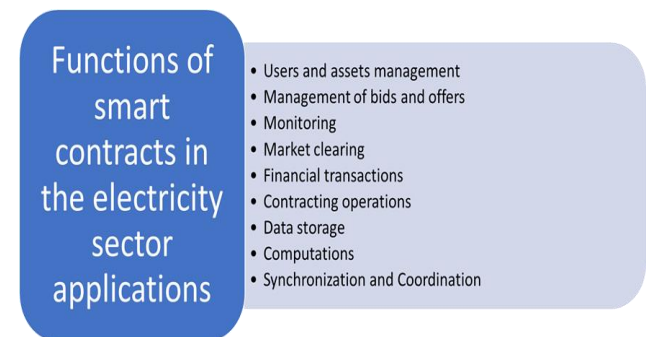 Functions of
smart
contracts in
the electricity
sector
applications
• Users and assets management
• Management of bids and offers
• Monitoring
• Market clearing
• Financial transactions
• Contracting operations
• Data storage
• Computations
• Synchronization and Coordination